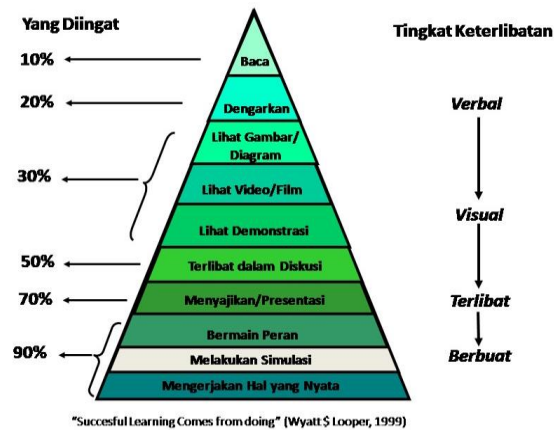 Yang Diingat
Tingkat Keterlibatan
10%
Baca
20%
Dengarkan
Verbal
Lihat Gambar/
Diagram
30%
Lihat Video/Film
Visual
Lihat Demonstrasi
50%
Terlibat dalam Diskusi
70%
Menyajikan/Presentasi
Terlibat
Bermain Peran
90%
Melakukan Simulasi
Berbuat
Mengerjakan Hal yang Nyata
"Succesful Learning Comes from doing" (Wyatt $ Looper, 1999)